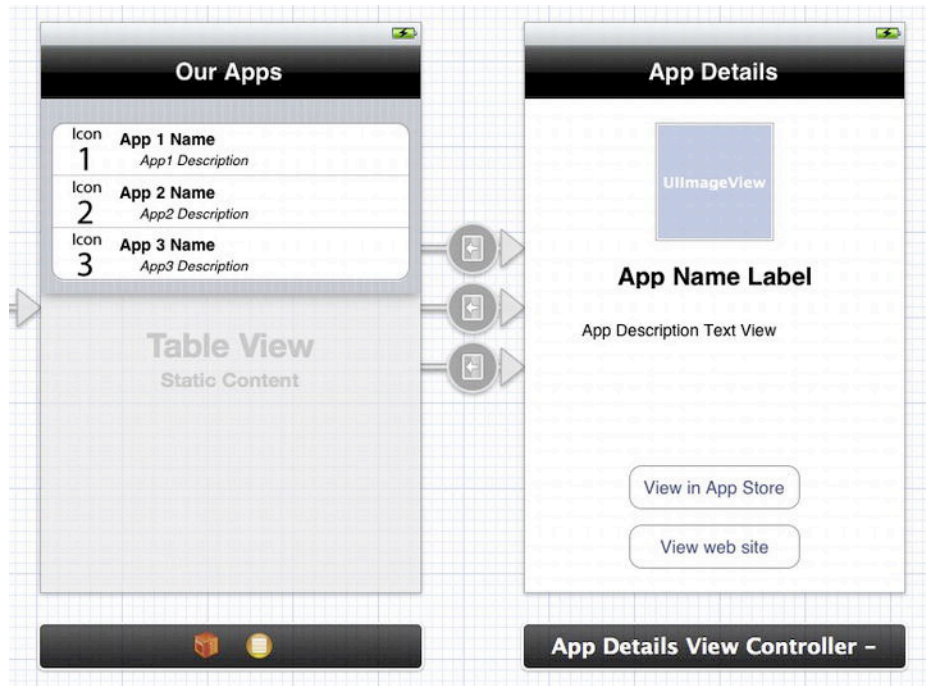 Our Apps
Icon
1
App 1 Name
App1 Description
Icon
2
App 2 Name
App2 Description
Icon
3
App 3 Name
App3 Description
Table View
Static Content
App Details
UIImageView
App Name Label
App Description Text View
View in App Store
View web site
App Details View Controller –